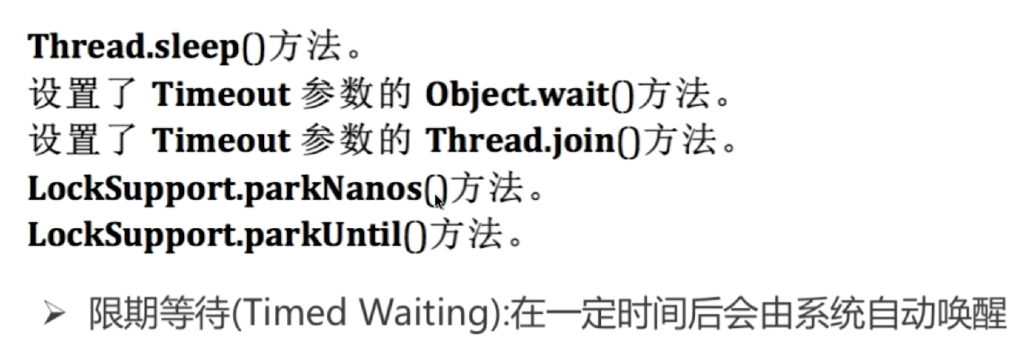 Thread.sleep()方法。
设置了 Timeout 参数的 Object.wait()方法。
设置了 Timeout 参数的 Thread.join()方法。
LockSupport.parkNanos()方法。
LockSupport.parkUntil()方法。
➢ 限期等待(Timed Waiting):在一定时间后会由系统自动唤醒